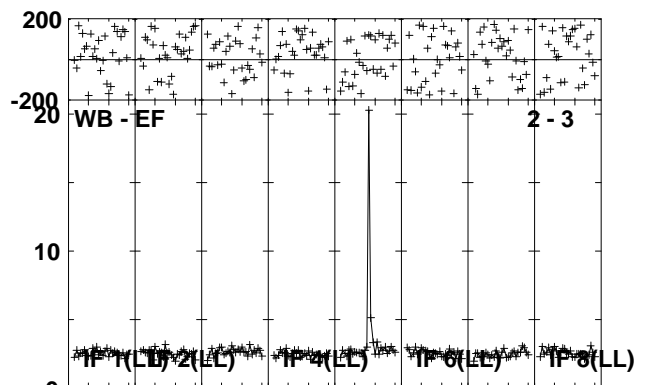 200
-200
20
WB - EF
2 - 3
10
IF 1(LL)
IF 2(LL)
IF 4(LL)
IF 6(LL)
IF 8(LL)